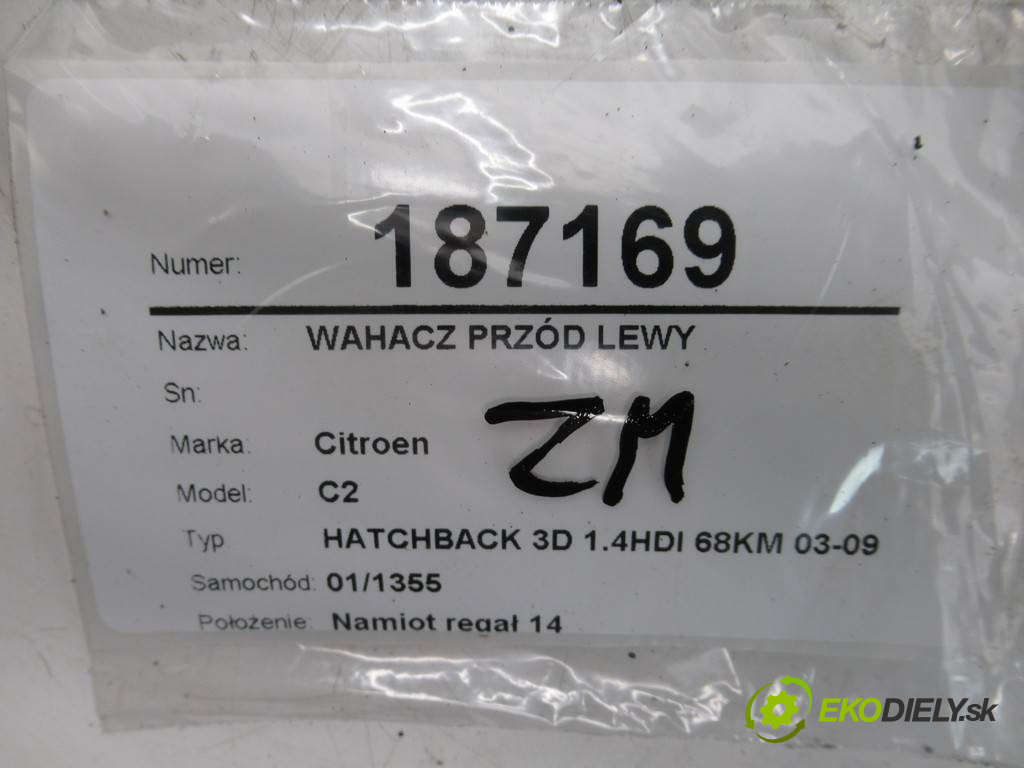 Numer: 187169
Nazwa: WAHACZ PRZÓD LEWY
Sn:
ZM
Marka: Citroen
Model: C2
Typ HATCHBACK 3D 1.4HDI 68KM 03-09
Samochód: 01/1355
Położenie: Namiot regał 14
EKODIELY.sk